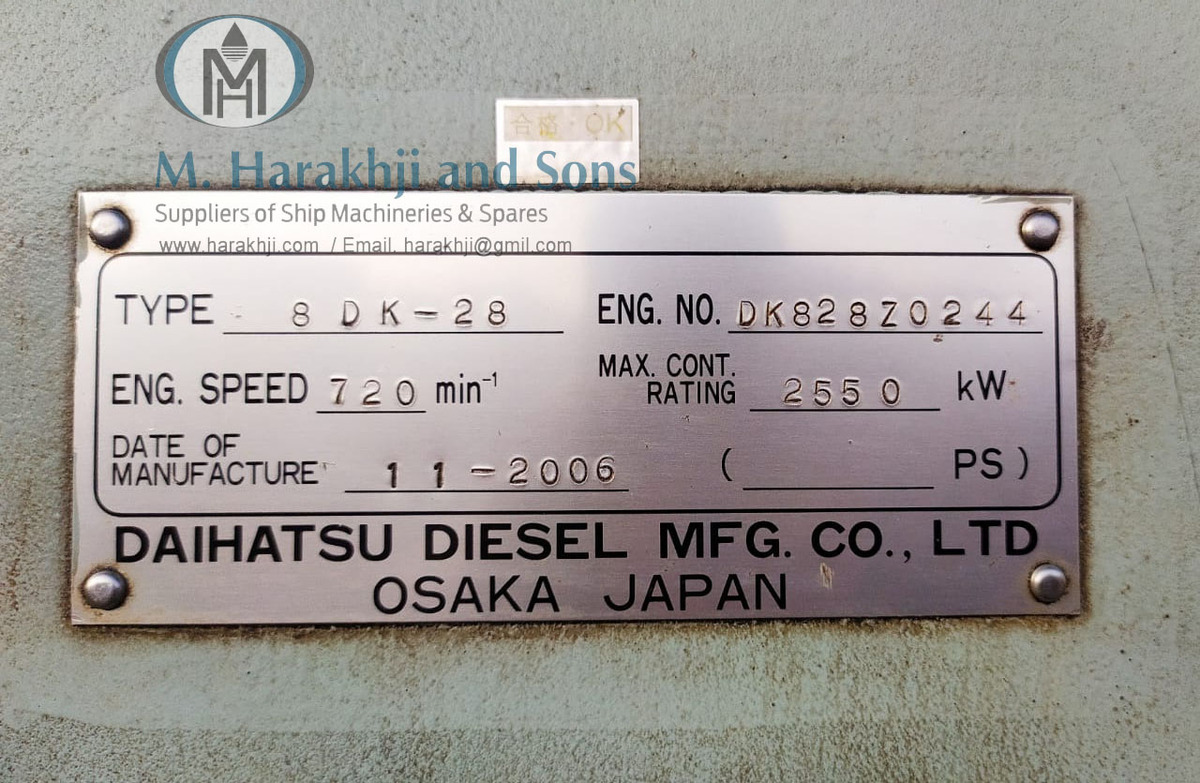 MH
合格 OK
M. Harakhji and Sons
Suppliers of Ship Machineries & Spares
www.harakhji.com / Email. harakhji@gmil.com
TYPE 8 DK-28 ENG. NO. DK828Z0244
ENG. SPEED 720 min⁻¹ MAX. CONT. RATING 2550 kW
DATE OF MANUFACTURE 11-2006 ( PS )
DAIHATSU DIESEL MFG. CO., LTD
OSAKA JAPAN